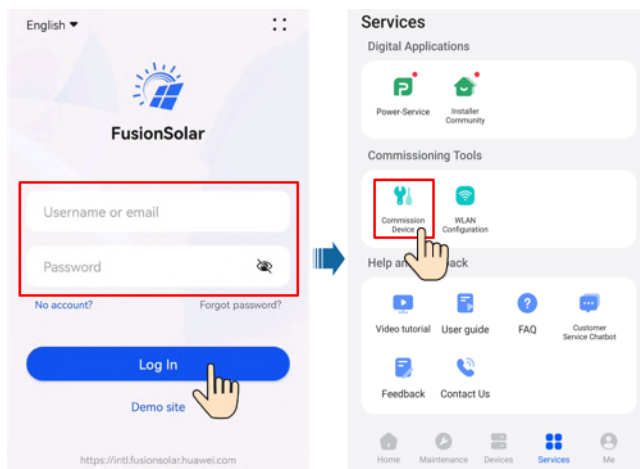 English
FusionSolar
Username or email
Password
No account?
Forgot password?
Log In
Demo site
https://intl.fusionsolar.huawei.com
Services
Digital Applications
Power-Service
Installer
Community
Commissioning Tools
Commission
Device
WLAN
Configuration
Help an back
Video tutorial
User guide
FAQ
Customer
Service Chatbot
Feedback
Contact Us
Home
Maintenance
Devices
Services
Me